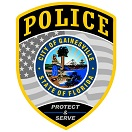 POLICE
CITY OF GAINESVILLE
STATE OF FLORIDA
PROTECT
&
SERVE